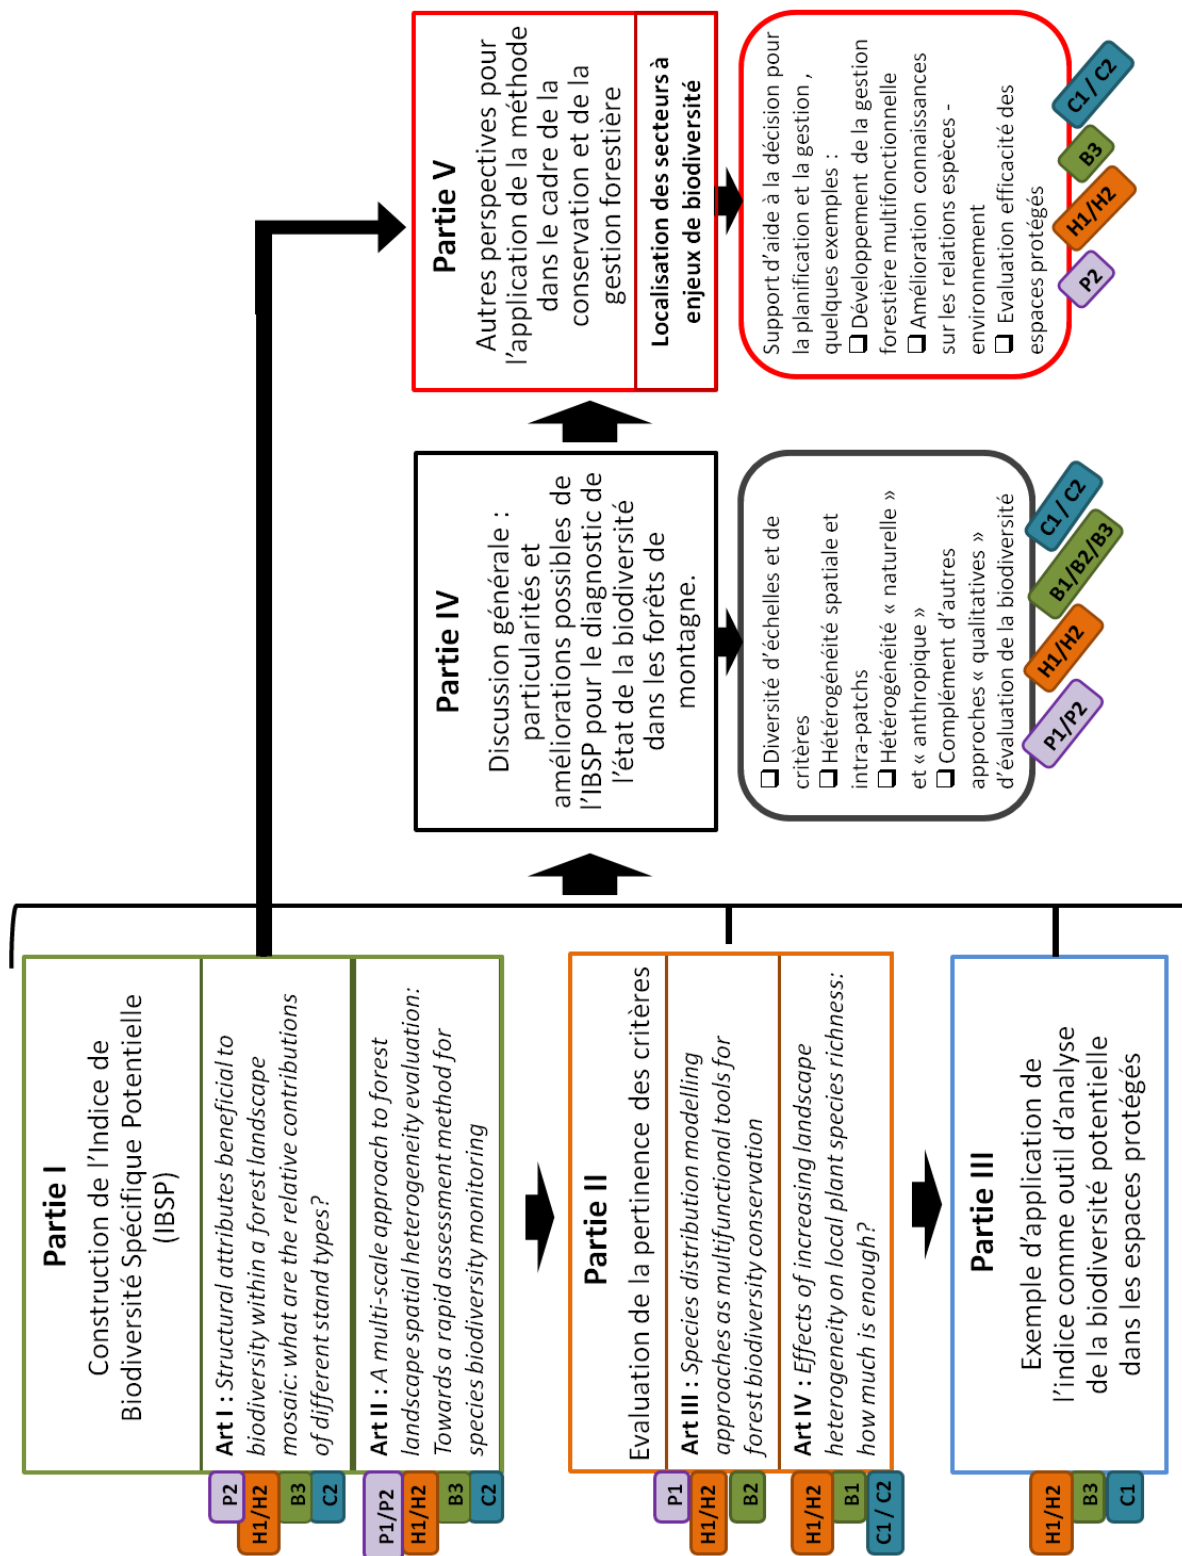 Partie I
Construction de l'Indice de
Biodiversité Spécifique Potentielle
(IBSP)
Art I : Structural attributes beneficial to
biodiversity within a forest landscape
mosaic: what are the relative contributions
of different stand types?
P2
H1/H2
B3
C2
Art II : A multi-scale approach to forest
landscape spatial heterogeneity evaluation:
Towards a rapid assessment method for
species biodiversity monitoring
P1/P2
H1/H2
B3
C2
Partie II
Evaluation de la pertinence des critères
Art III : Species distribution modelling
approaches as multifunctional tools for
forest biodiversity conservation
P1
H1/H2
B2
Art IV : Effects of increasing landscape
heterogeneity on local plant species richness:
how much is enough?
H1/H2
B1
C1 / C2
Partie III
Exemple d'application de
l'indice comme outil d'analyse
de la biodiversité potentielle
dans les espaces protégés
H1/H2
B3
C1
Partie IV
Discussion générale :
particularités et
améliorations possibles de
l'IBSP pour le diagnostic de
l'état de la biodiversité
dans les forêts de
montagne.
❑ Diversité d'échelles et de
critères
❑ Hétérogénéité spatiale et
intra-patchs
❑ Hétérogénéité « naturelle »
et « anthropique »
❑ Complément d'autres
approches « qualitatives »
d'évaluation de la biodiversité
P1/P2
H1/H2
B1/B2/B3
C1 / C2
Partie V
Autres perspectives pour
l'application de la méthode
dans le cadre de la
conservation et de la
gestion forestière
Localisation des secteurs à
enjeux de biodiversité
Support d'aide à la décision pour
la planification et la gestion ,
quelques exemples :
❑ Développement de la gestion
forestière multifonctionnelle
❑ Amélioration connaissances
sur les relations espèces -
environnement
❑ Evaluation efficacité des
espaces protégés
P2
H1/H2
B3
C1 / C2